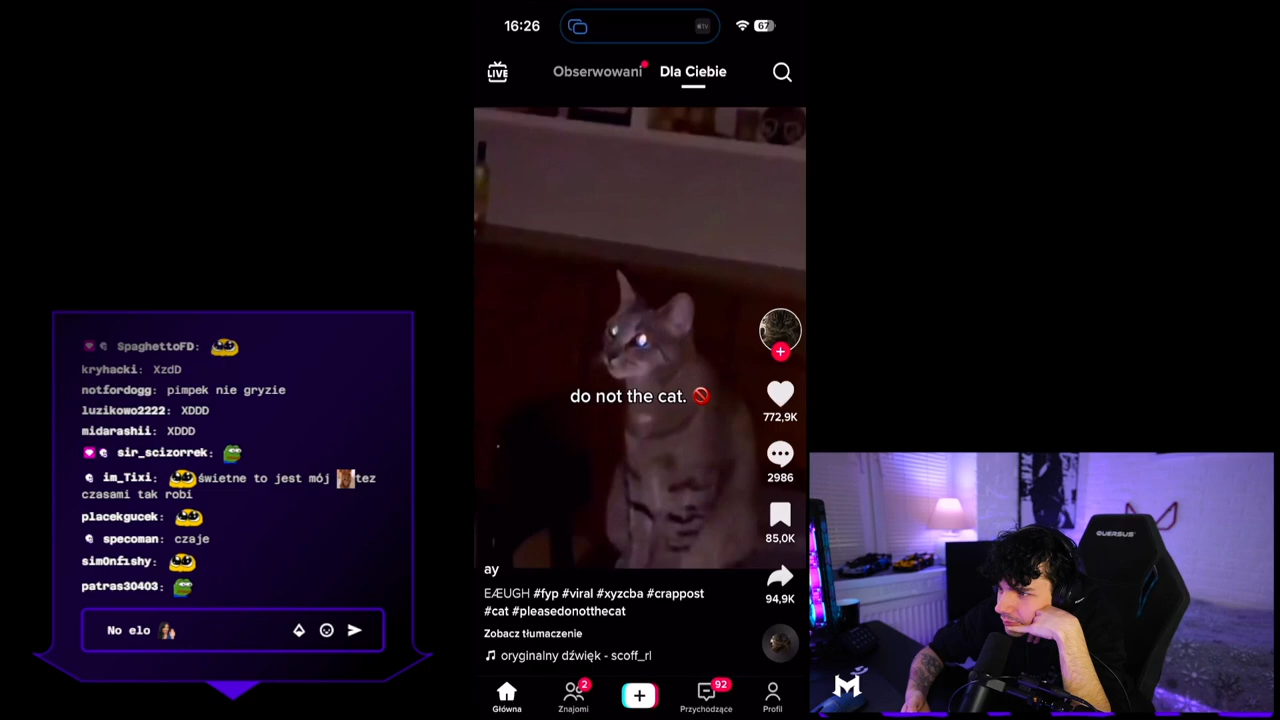 16:26
67
LIVE
Obserwowani
Dla Ciebie
do not the cat. 🚫
772,9K
2986
85,0K
94,9K
ay
EÆUGH #fyp #viral #xyzcba #crappost
#cat #pleasedonotthecat
Zobacz tłumaczenie
oryginalny dźwięk - scoff_rl
Główna
2
Znajomi
92
Przychodzące
Profil
SpaghettoFD:
kryhacki: XzdD
notfordogg: pimpek nie gryzie
luzikowo2222: XDDD
midarashii: XDDD
sir_scizorrek:
im_Tixi: świetne to jest mój tez
czasami tak robi
placekgucek:
specoman: czaje
sim0nfishy:
patras30403:
No elo
QUERSUS